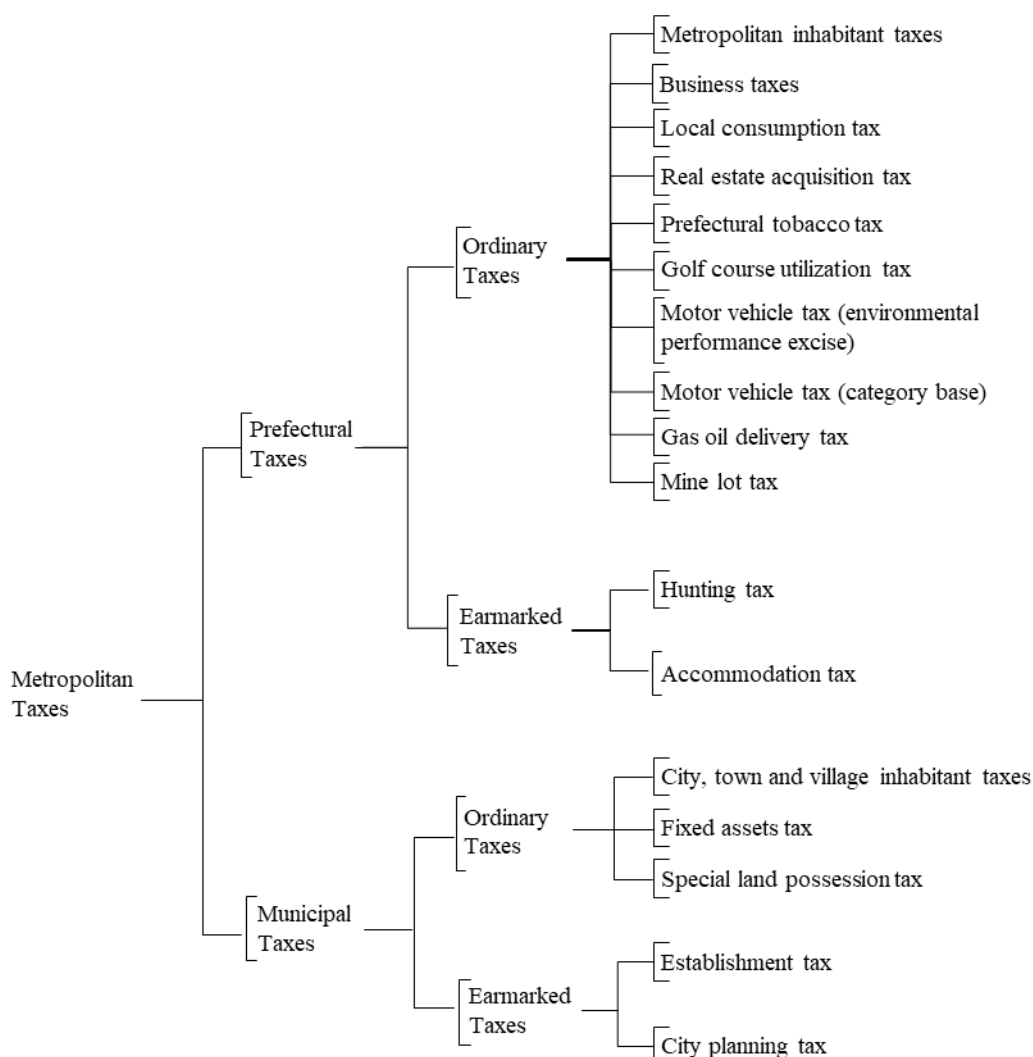 Metropolitan inhabitant taxes
Business taxes
Local consumption tax
Real estate acquisition tax
Prefectural tobacco tax
Ordinary
Taxes
Golf course utilization tax
Motor vehicle tax (environmental
performance excise)
Motor vehicle tax (category base)
Prefectural
Taxes
Gas oil delivery tax
Mine lot tax
Hunting tax
Earmarked
Taxes
Accommodation tax
Metropolitan
Taxes
City, town and village inhabitant taxes
Ordinary
Taxes
Fixed assets tax
Special land possession tax
Municipal
Taxes
Establishment tax
Earmarked
Taxes
City planning tax